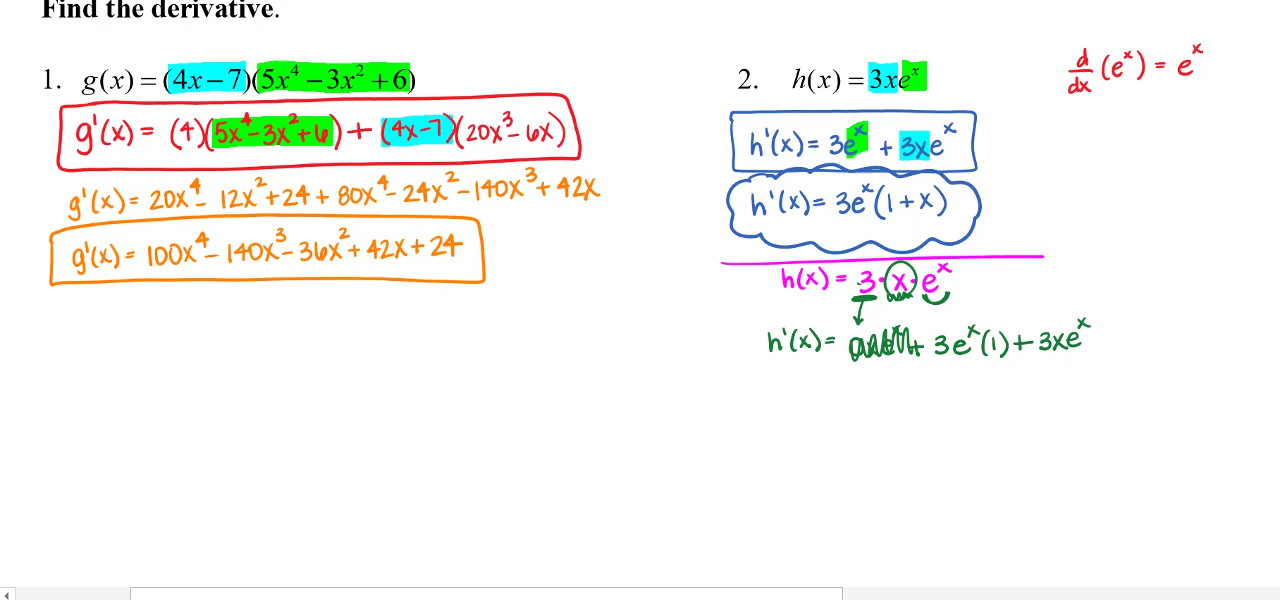 Find the derivative.
1. g(x) = (4x − 7)(5x⁴ − 3x² + 6)
g'(x) = (4)(5x⁴ − 3x² + 6) + (4x − 7)(20x³ − 6x)
g'(x) = 20x⁴ − 12x² + 24 + 80x⁴ − 24x² − 140x³ + 42x
g'(x) = 100x⁴ − 140x³ − 36x² + 42x + 24
2. h(x) = 3xeˣ
d/dx (eˣ) = eˣ
h'(x) = 3eˣ + 3xeˣ
h'(x) = 3eˣ(1 + x)
h(x) = 3 · x · eˣ
h'(x) = + 3eˣ(1) + 3xeˣ